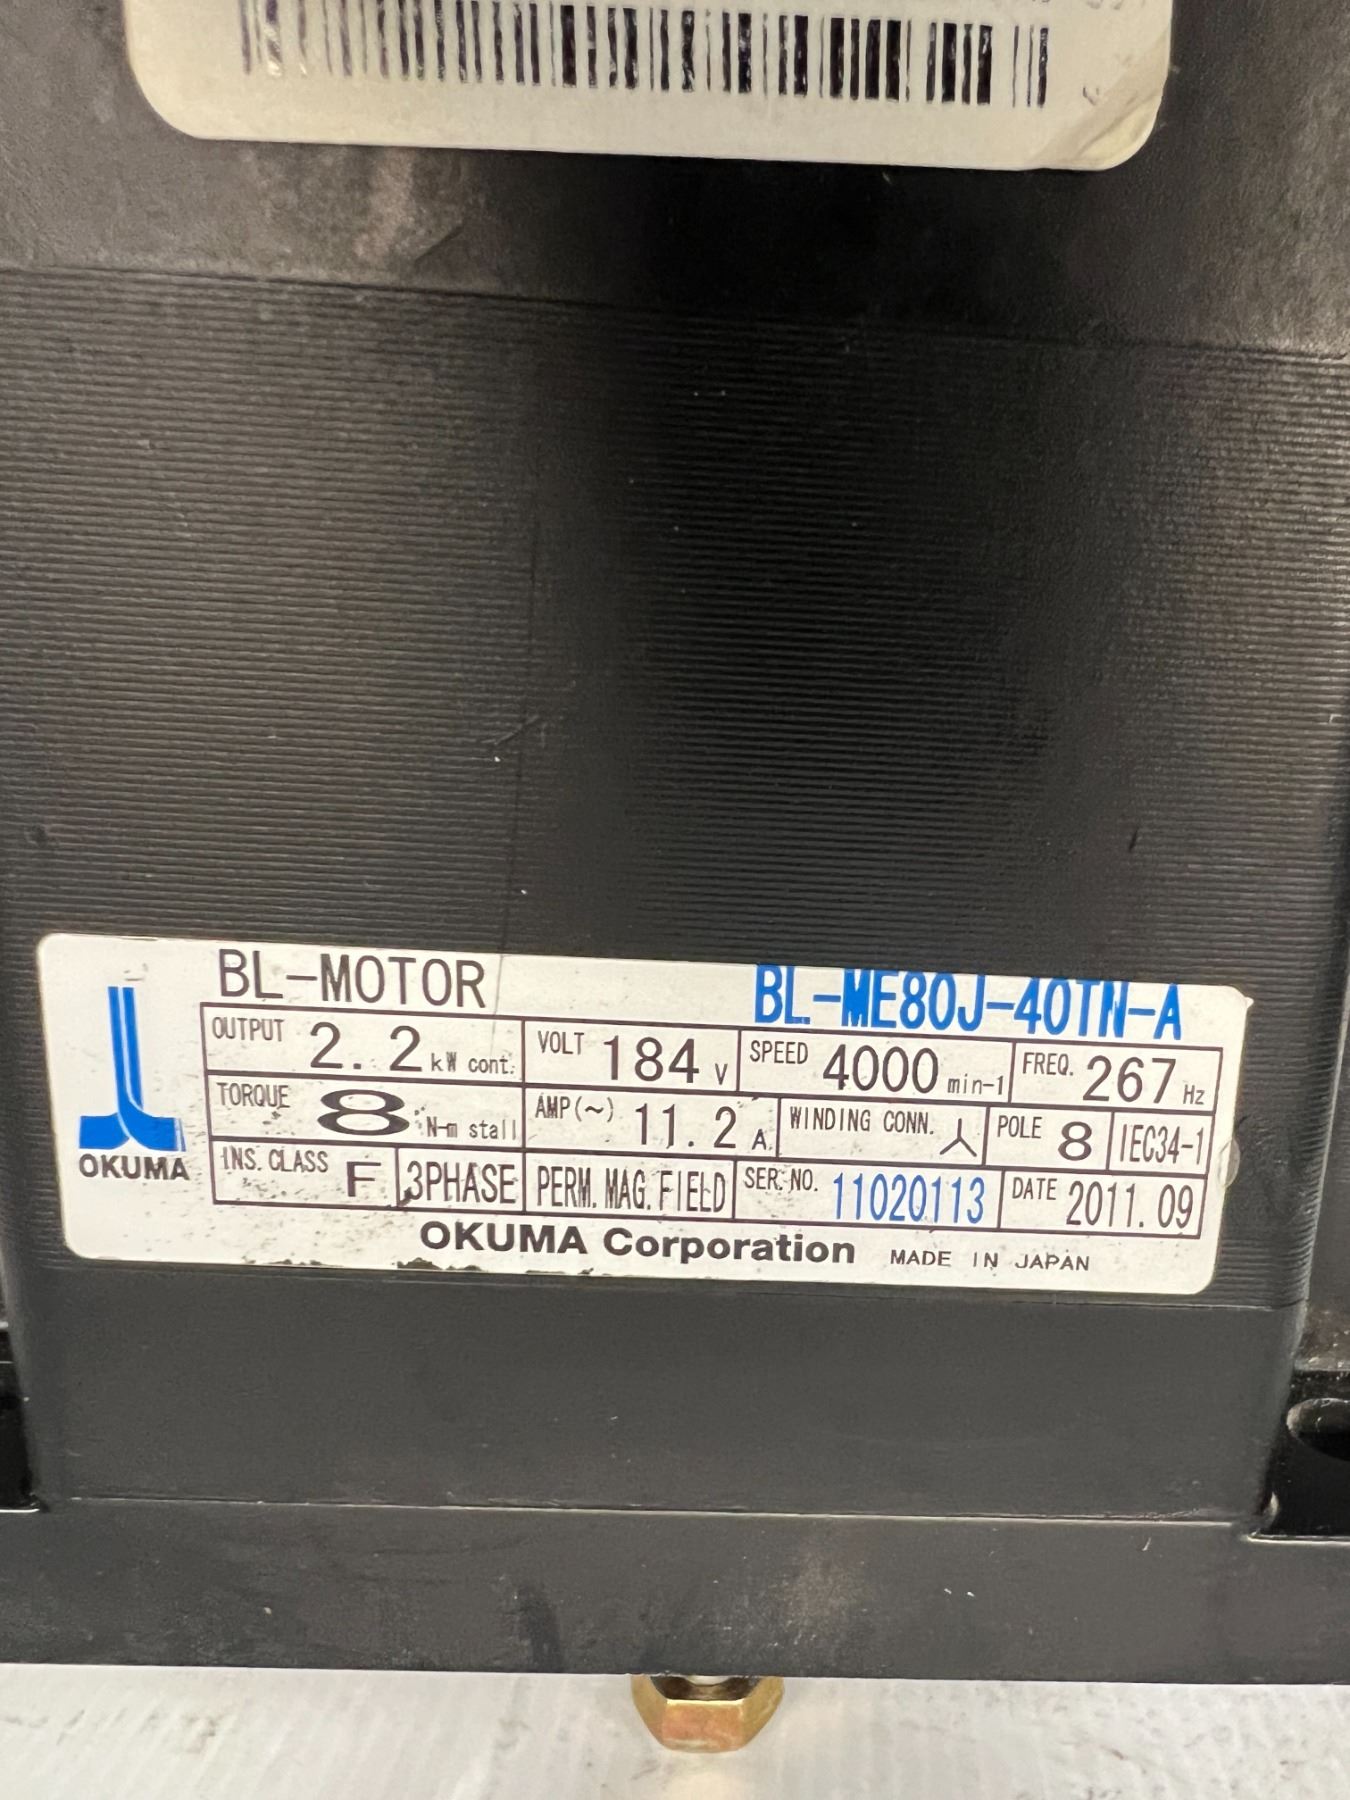 BL-MOTOR BL-ME80J-40TN-A
OUTPUT 2.2 kW cont. VOLT 184 V SPEED 4000 min-1 FREQ. 267 Hz
TORQUE 8 N-m stall AMP(~) 11.2 A WINDING CONN. POLE 8 IEC34-1
INS. CLASS F 3PHASE PERM. MAG. FIELD SER. NO. 11020113 DATE 2011.09
OKUMA
OKUMA Corporation MADE IN JAPAN